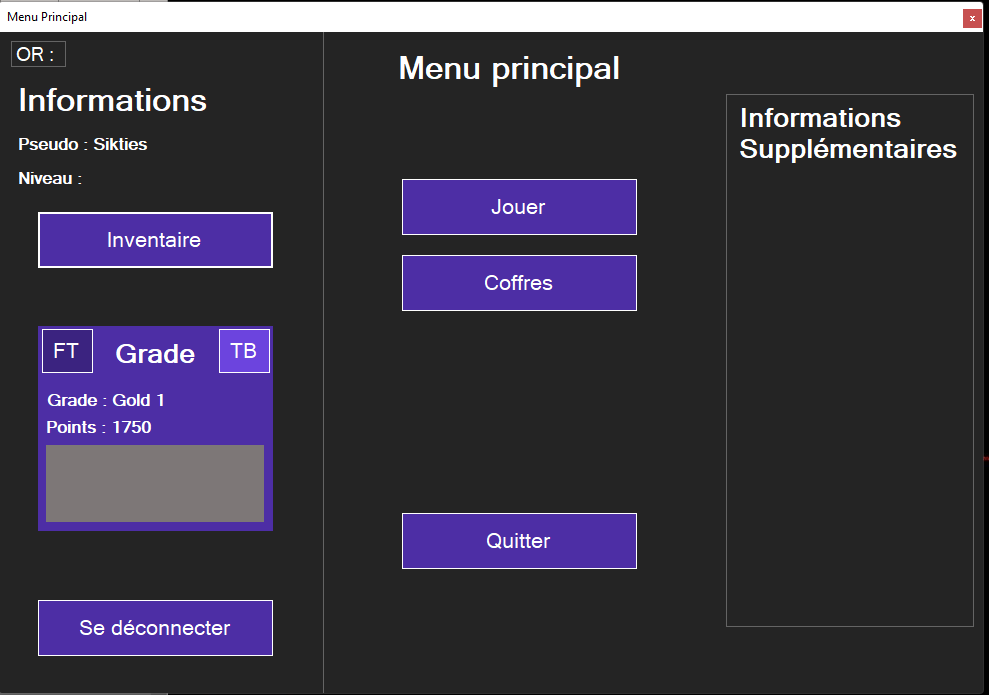 Menu Principal
x
OR :
Informations
Pseudo : Sikties
Niveau :
Inventaire
FT
Grade
TB
Grade : Gold 1
Points : 1750
Se déconnecter
Menu principal
Jouer
Coffres
Quitter
Informations
Supplémentaires